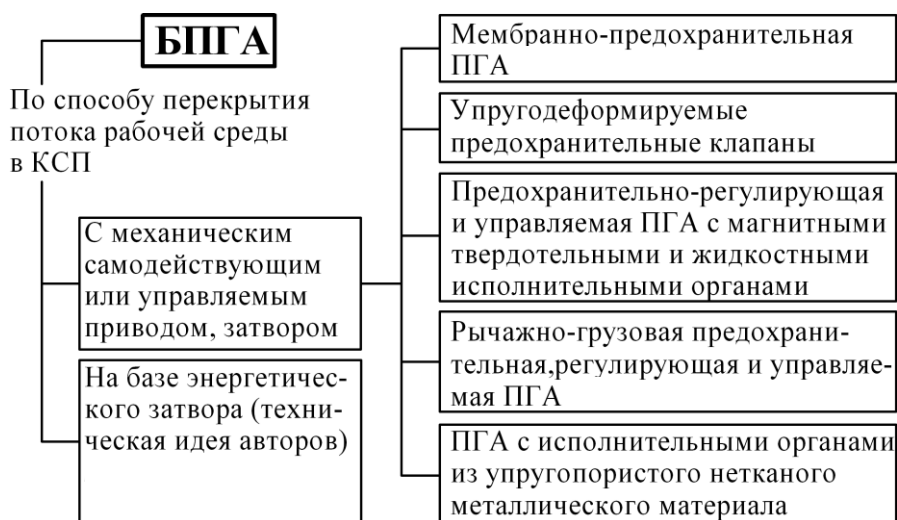 БПГА
По способу перекрытия
потока рабочей среды
в КСП
С механическим
самодействующим
или управляемым
приводом, затвором
На базе энергетичес-
кого затвора (техни-
ческая идея авторов)
Мембранно-предохранительная
ПГА
Упругодеформируемые
предохранительные клапаны
Предохранительно-регулирующая
и управляемая ПГА с магнитными
твердотельными и жидкостными
исполнительными органами
Рычажно-грузовая предохрани-
тельная,регулирующая и управляе-
мая ПГА
ПГА с исполнительными органами
из упругопористого нетканого
металлического материала